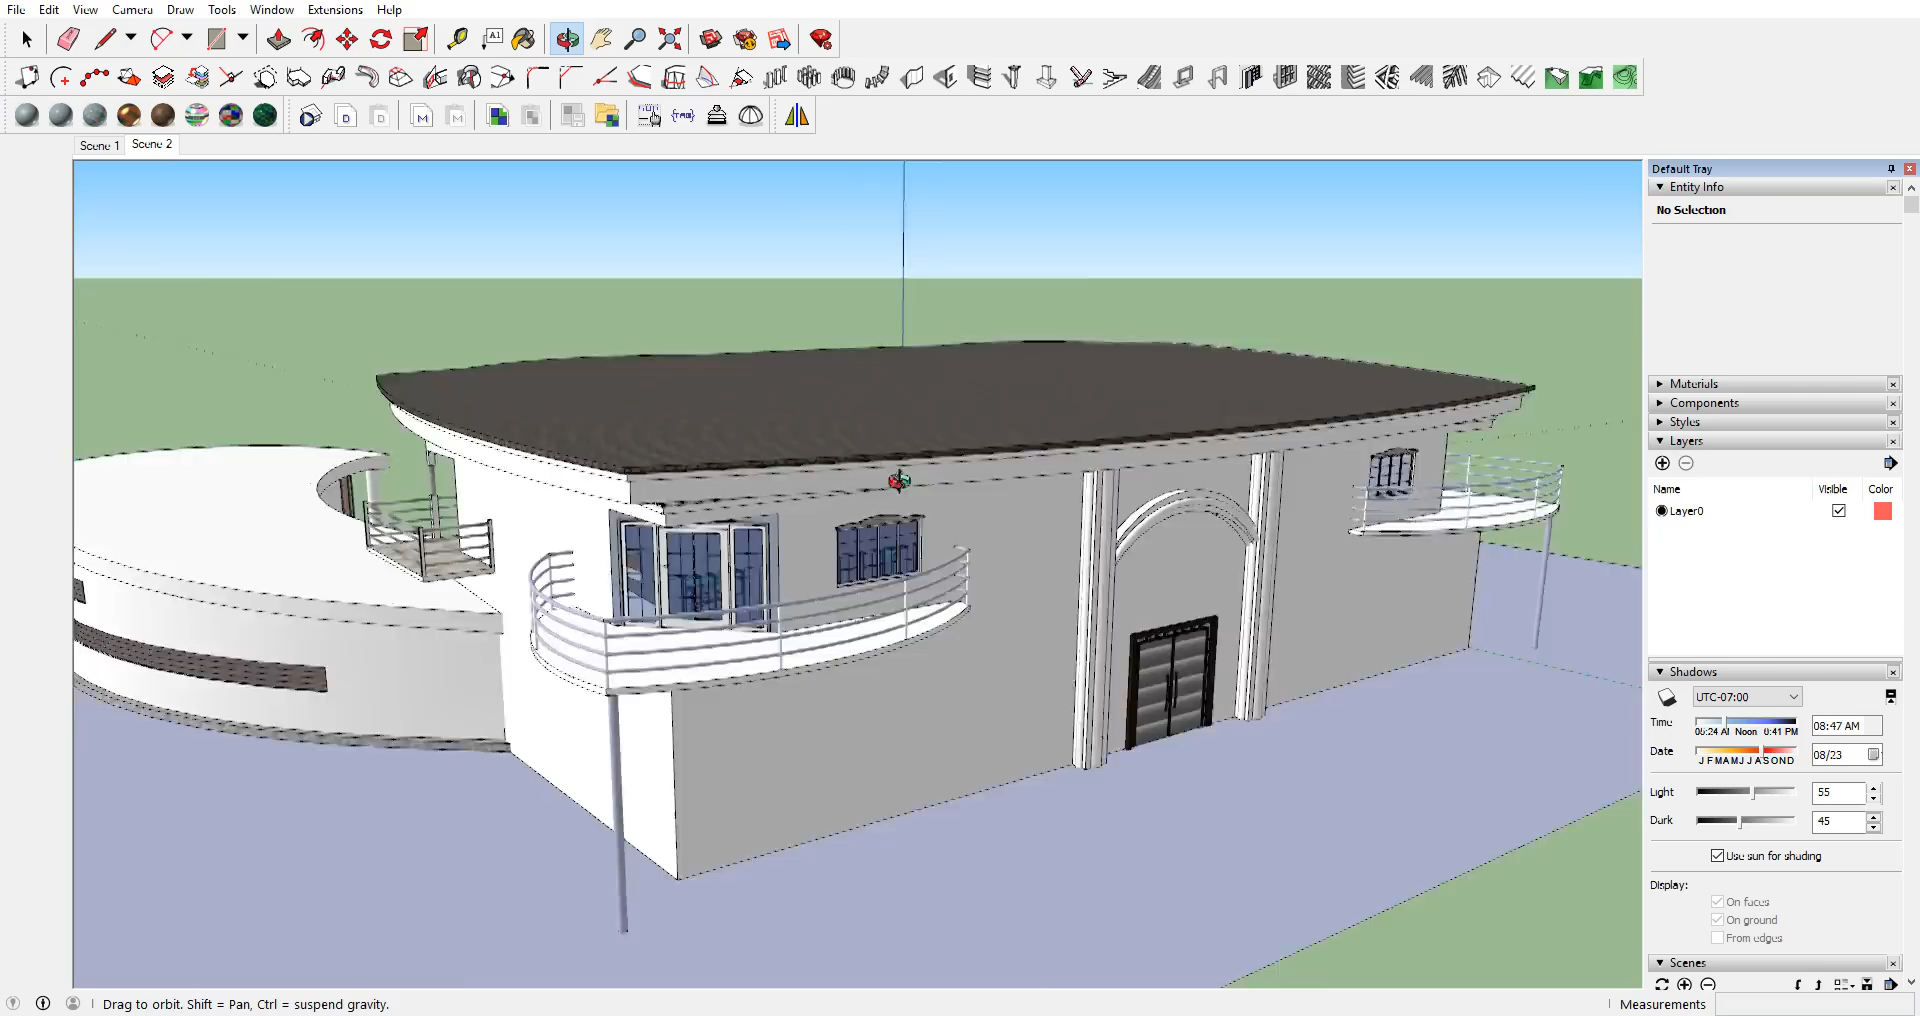 File Edit View Camera Draw Tools Window Extensions Help
A1
D D M M {TAG}
Scene 1 Scene 2
Default Tray
Entity Info
No Selection
Materials
Components
Styles
Layers
Name Visible Color
Layer0
Shadows
UTC-07:00
Time 08:47 AM
Noon
Date 08/23
J F M A M J J A S O N D
Light 55
Dark 45
Use sun for shading
Display:
On faces
On ground
From edges
Scenes
Drag to orbit. Shift = Pan, Ctrl = suspend gravity.
Measurements